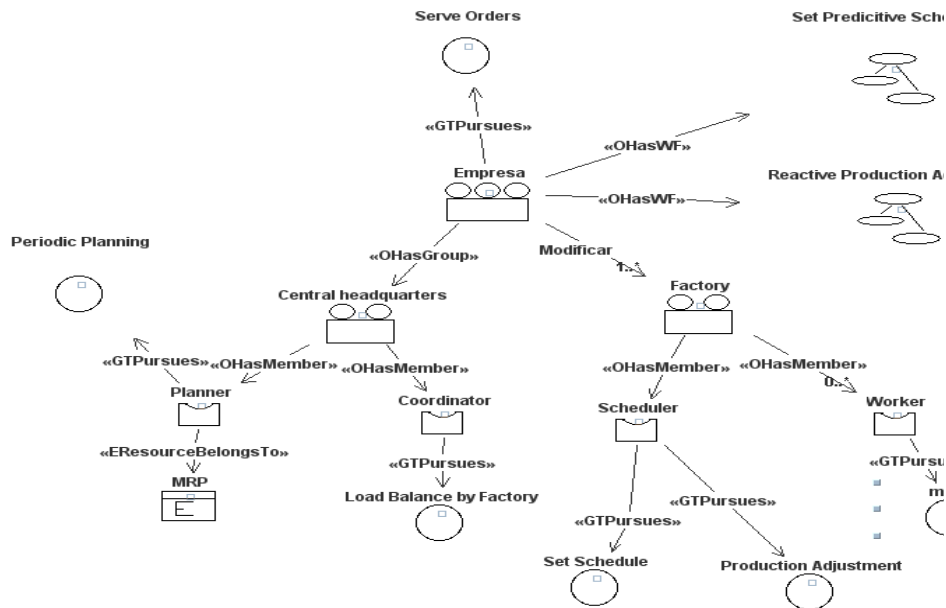 Serve Orders
Set Predicitive Sche
«GTPursues»
«OHasWF»
Empresa
Reactive Production A
«OHasWF»
Periodic Planning
«OHasGroup»
Modificar
1..*
Central headquarters
Factory
«GTPursues»
«OHasMember»
«OHasMember»
«OHasMember»
«OHasMember»
0..*
Planner
Coordinator
Scheduler
Worker
«EResourceBelongsTo»
«GTPursues»
«GTPursu
MRP
E
Load Balance by Factory
m
«GTPursues»
«GTPursues»
Set Schedule
Production Adjustment